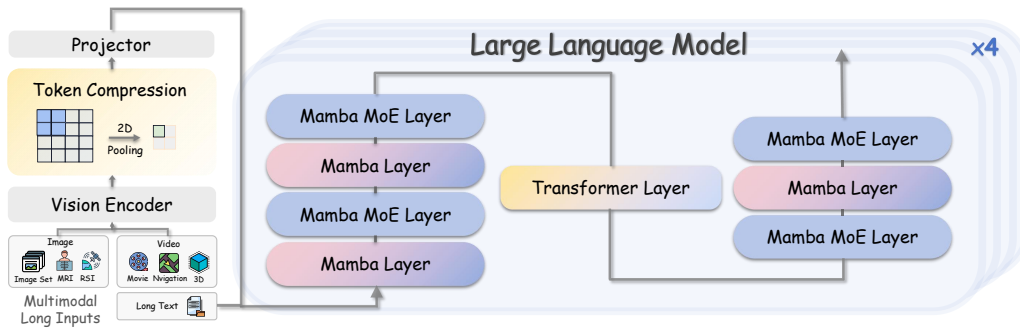 Large Language Model
x4
Projector
Token Compression
2D
Pooling
Vision Encoder
Image
Image Set MRI RSI
Video
Movie Nvigation 3D
Multimodal
Long Inputs
Long Text
Mamba MoE Layer
Mamba Layer
Mamba MoE Layer
Mamba Layer
Transformer Layer
Mamba MoE Layer
Mamba Layer
Mamba MoE Layer